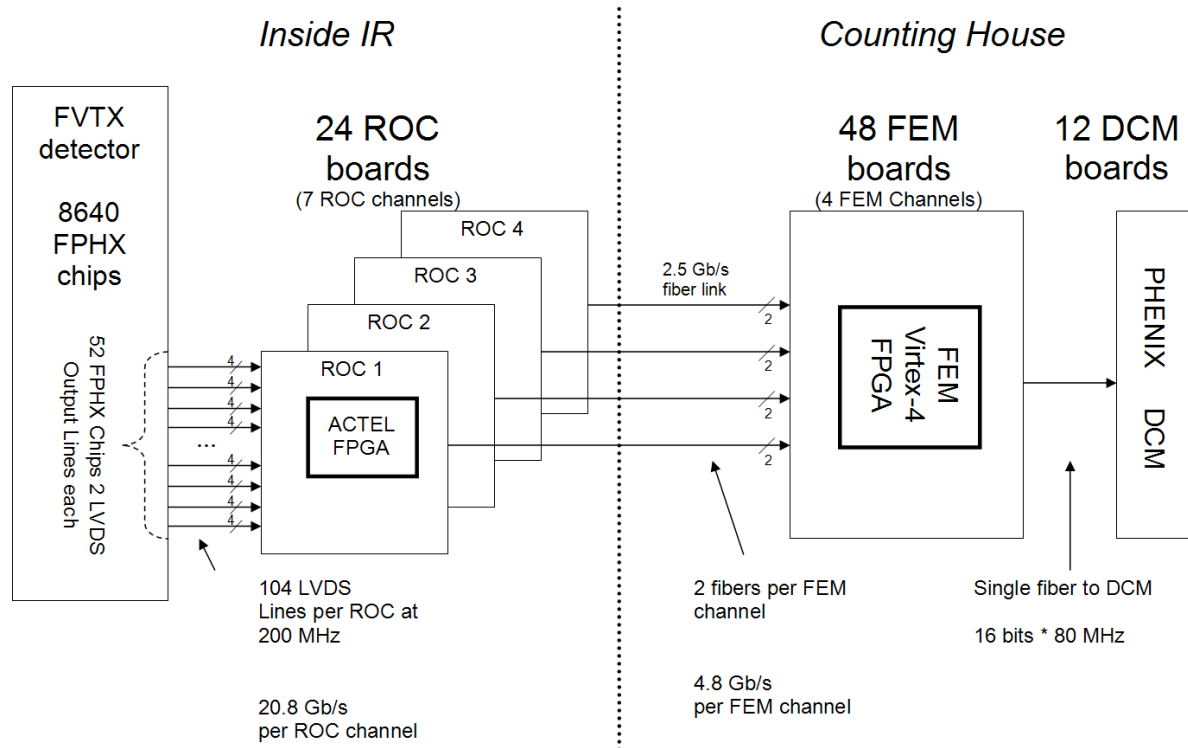 Inside IR
Counting House
FVTX
detector
8640
FPHX
chips
52 FPHX Chips 2 LVDS
Output Lines each
24 ROC
boards
(7 ROC channels)
ROC 4
ROC 3
ROC 2
ROC 1
ACTEL
FPGA
4
4
4
4
...
4
4
4
4
104 LVDS
Lines per ROC at
200 MHz
20.8 Gb/s
per ROC channel
2.5 Gb/s
fiber link
2
2
2
2
48 FEM
boards
(4 FEM Channels)
FEM
Virtex-4
FPGA
2 fibers per FEM
channel
4.8 Gb/s
per FEM channel
12 DCM
boards
PHENIX DCM
Single fiber to DCM
16 bits * 80 MHz